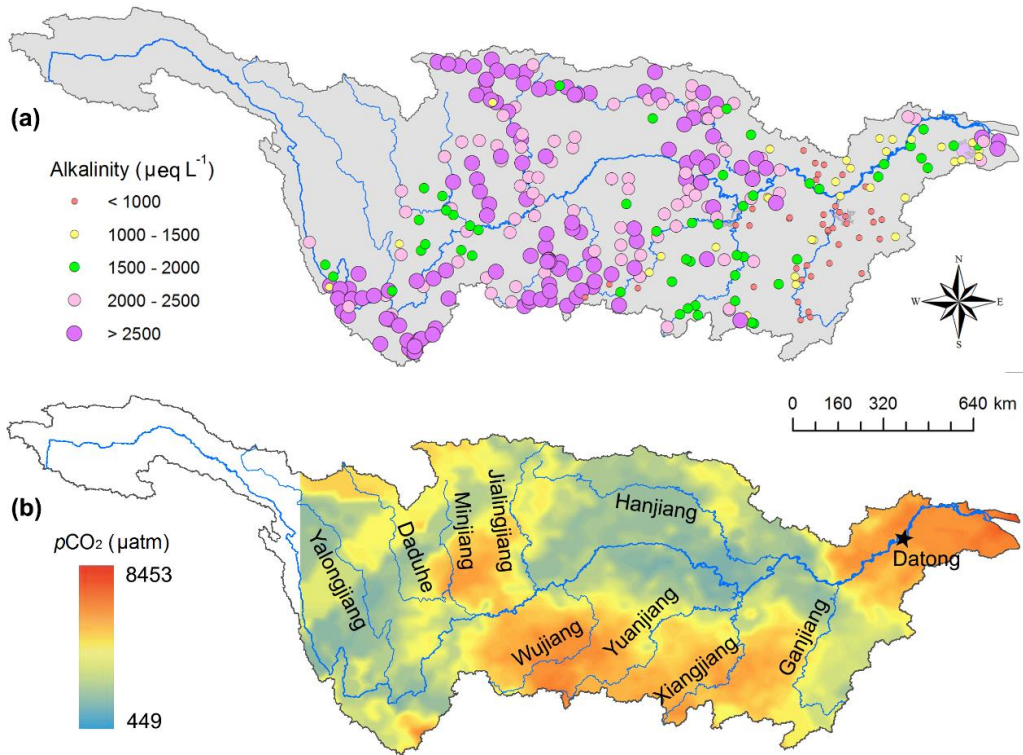 (a)
Alkalinity (µeq L⁻¹)
< 1000
1000 - 1500
1500 - 2000
2000 - 2500
> 2500
N
W E
S
0 160 320 640 km
(b)
pCO₂ (µatm)
8453
449
Yalongjiang
Daduhe
Minjiang
Jialingjiang
Hanjiang
Datong
Wujiang
Yuanjiang
Xiangjiang
Ganjiang